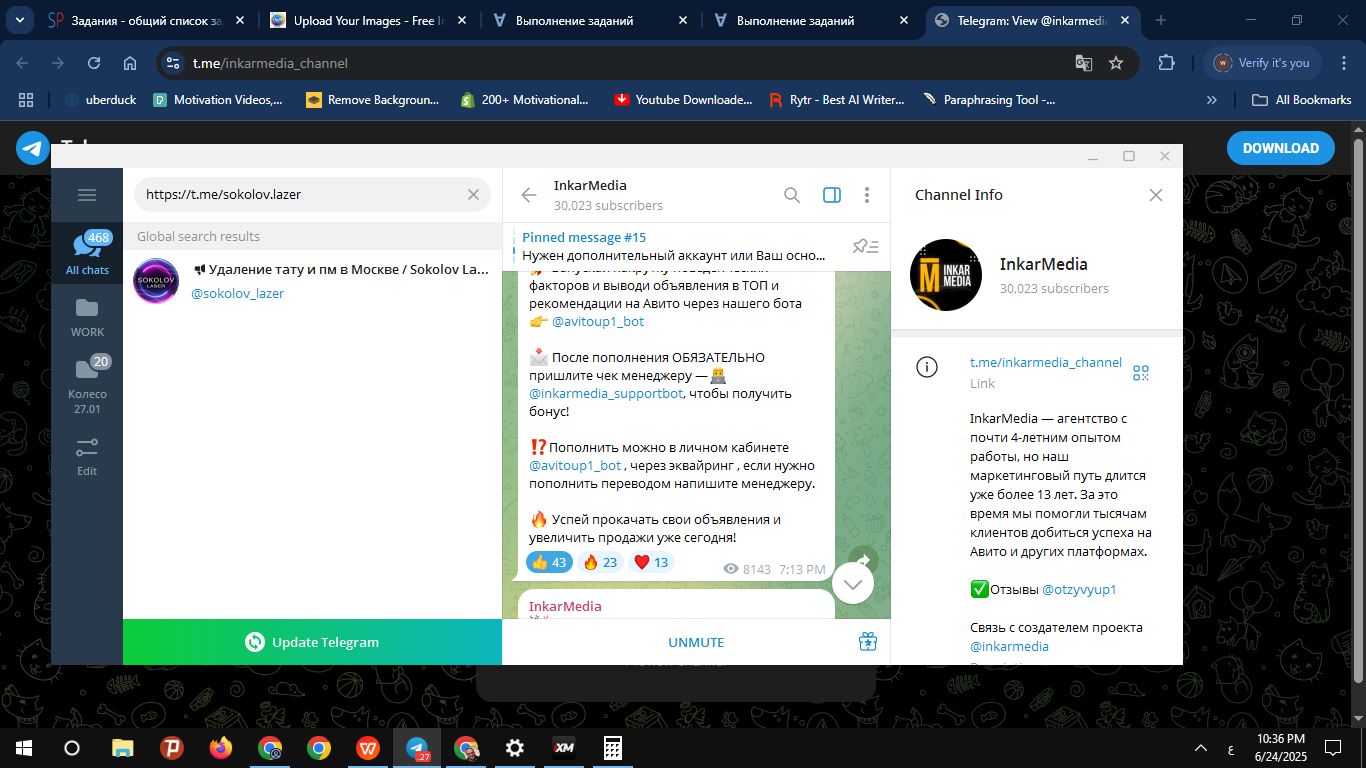 Задания - общий список за
Upload Your Images - Free I
Выполнение заданий
Выполнение заданий
Telegram: View @inkarmedia
t.me/inkarmedia_channel
W
Verify it's you
uberduck
Motivation Videos,...
Remove Backgroun...
200+ Motivational...
Youtube Downloade...
Rytr - Best AI Writer...
Paraphrasing Tool -...
All Bookmarks
DOWNLOAD
https://t.me/sokolov.lazer
Global search results
SOKOLOV
LASER
Удаление тату и пм в Москве / Sokolov La...
@sokolov_lazer
468
All chats
WORK
20
Колесо
27.01
Edit
Update Telegram
InkarMedia
30,023 subscribers
Pinned message #15
Нужен дополнительный аккаунт или Ваш осно...
факторов и выводи объявления в ТОП и
рекомендации на Авито через нашего бота
👉 @avitoup1_bot
📩 После пополнения ОБЯЗАТЕЛЬНО
пришлите чек менеджеру —👨‍💻
@inkarmedia_supportbot, чтобы получить
бонус!
⁉️Пополнить можно в личном кабинете
@avitoup1_bot , через эквайринг , если нужно
пополнить переводом напишите менеджеру.
🔥 Успей прокачать свои объявления и
увеличить продажи уже сегодня!
👍 43 🔥 23 ❤️ 13
8143 7:13 PM
InkarMedia
UNMUTE
Channel Info
INKAR
MEDIA
InkarMedia
30,023 subscribers
t.me/inkarmedia_channel
Link
InkarMedia — агентство с
почти 4-летним опытом
работы, но наш
маркетинговый путь длится
уже более 13 лет. За это
время мы помогли тысячам
клиентов добиться успеха на
Авито и других платформах.
✅Отзывы @otzyvyup1
Связь с создателем проекта
@inkarmedia
27
XM
ع
10:36 PM
6/24/2025